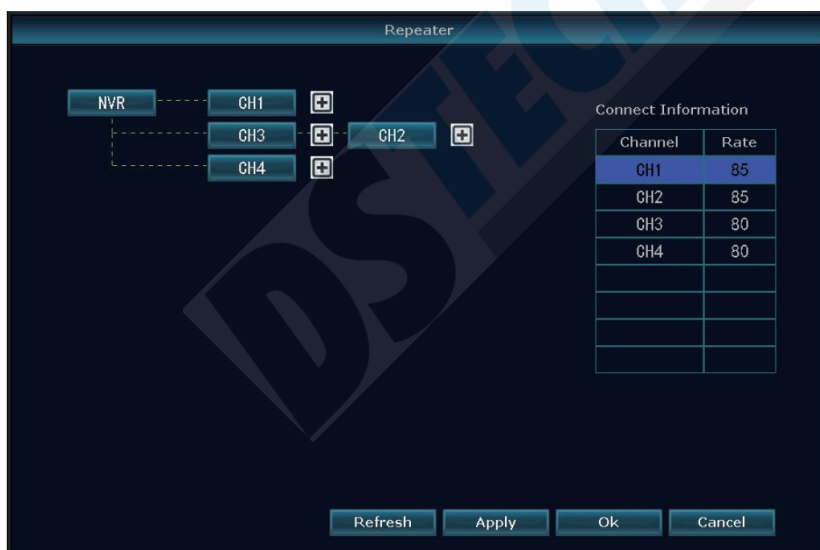 Repeater
NVR CH1
CH3 CH2
CH4
Connect Information
Channel Rate
CH1 85
CH2 85
CH3 80
CH4 80
Refresh Apply Ok Cancel
DSTECH